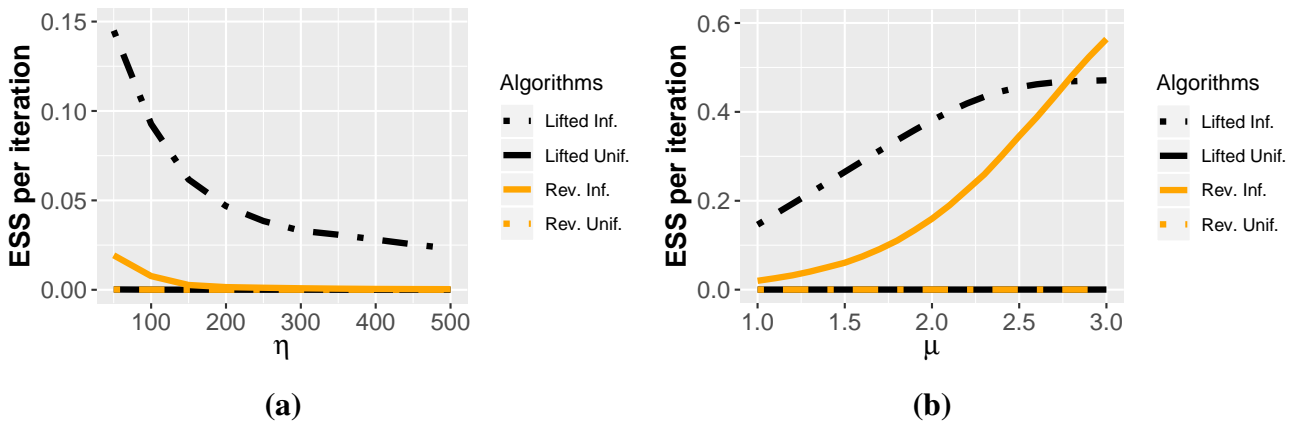 ESS per iteration
0.15
0.10
0.05
0.00
100
200
300
400
500
η
Algorithms
Lifted Inf.
Lifted Unif.
Rev. Inf.
Rev. Unif.
(a)
ESS per iteration
0.6
0.4
0.2
0.0
1.0
1.5
2.0
2.5
3.0
μ
Algorithms
Lifted Inf.
Lifted Unif.
Rev. Inf.
Rev. Unif.
(b)